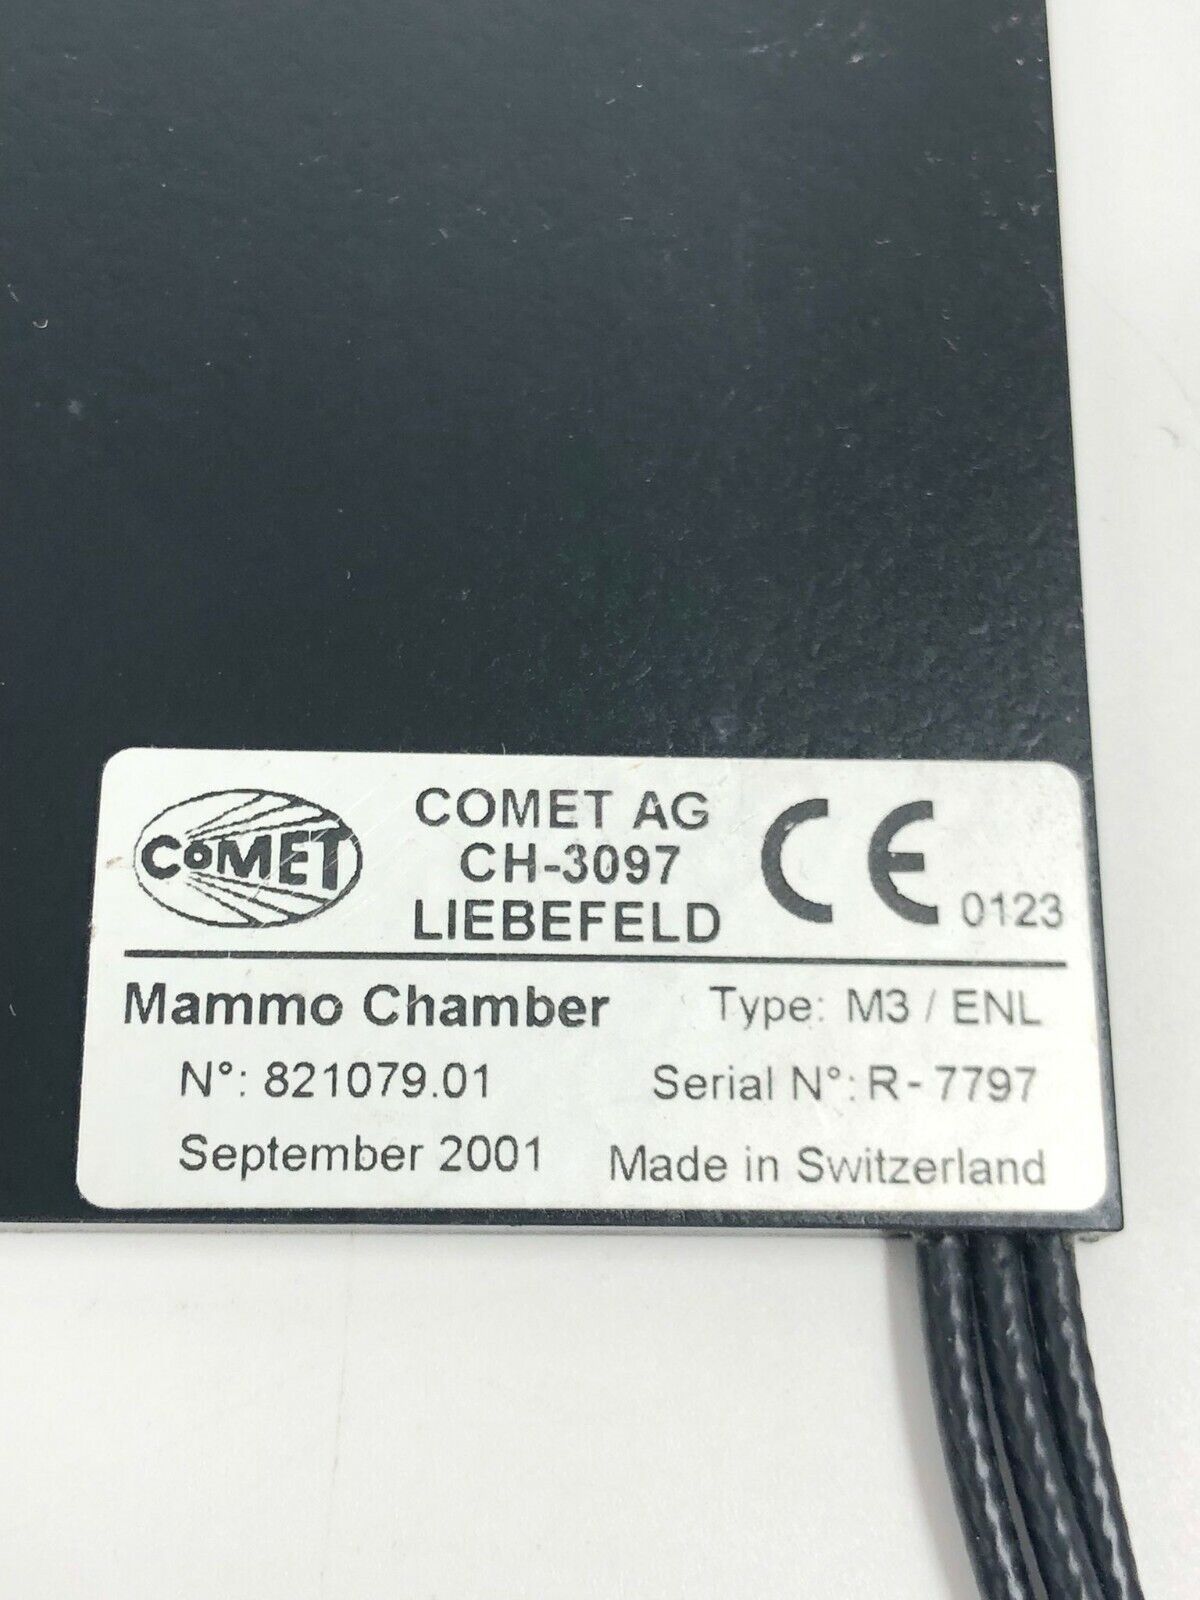 COMET
COMET AG
CH-3097
LIEBEFELD
CE 0123
Mammo Chamber
Type: M3 / ENL
N°: 821079.01
Serial N°: R-7797
September 2001
Made in Switzerland